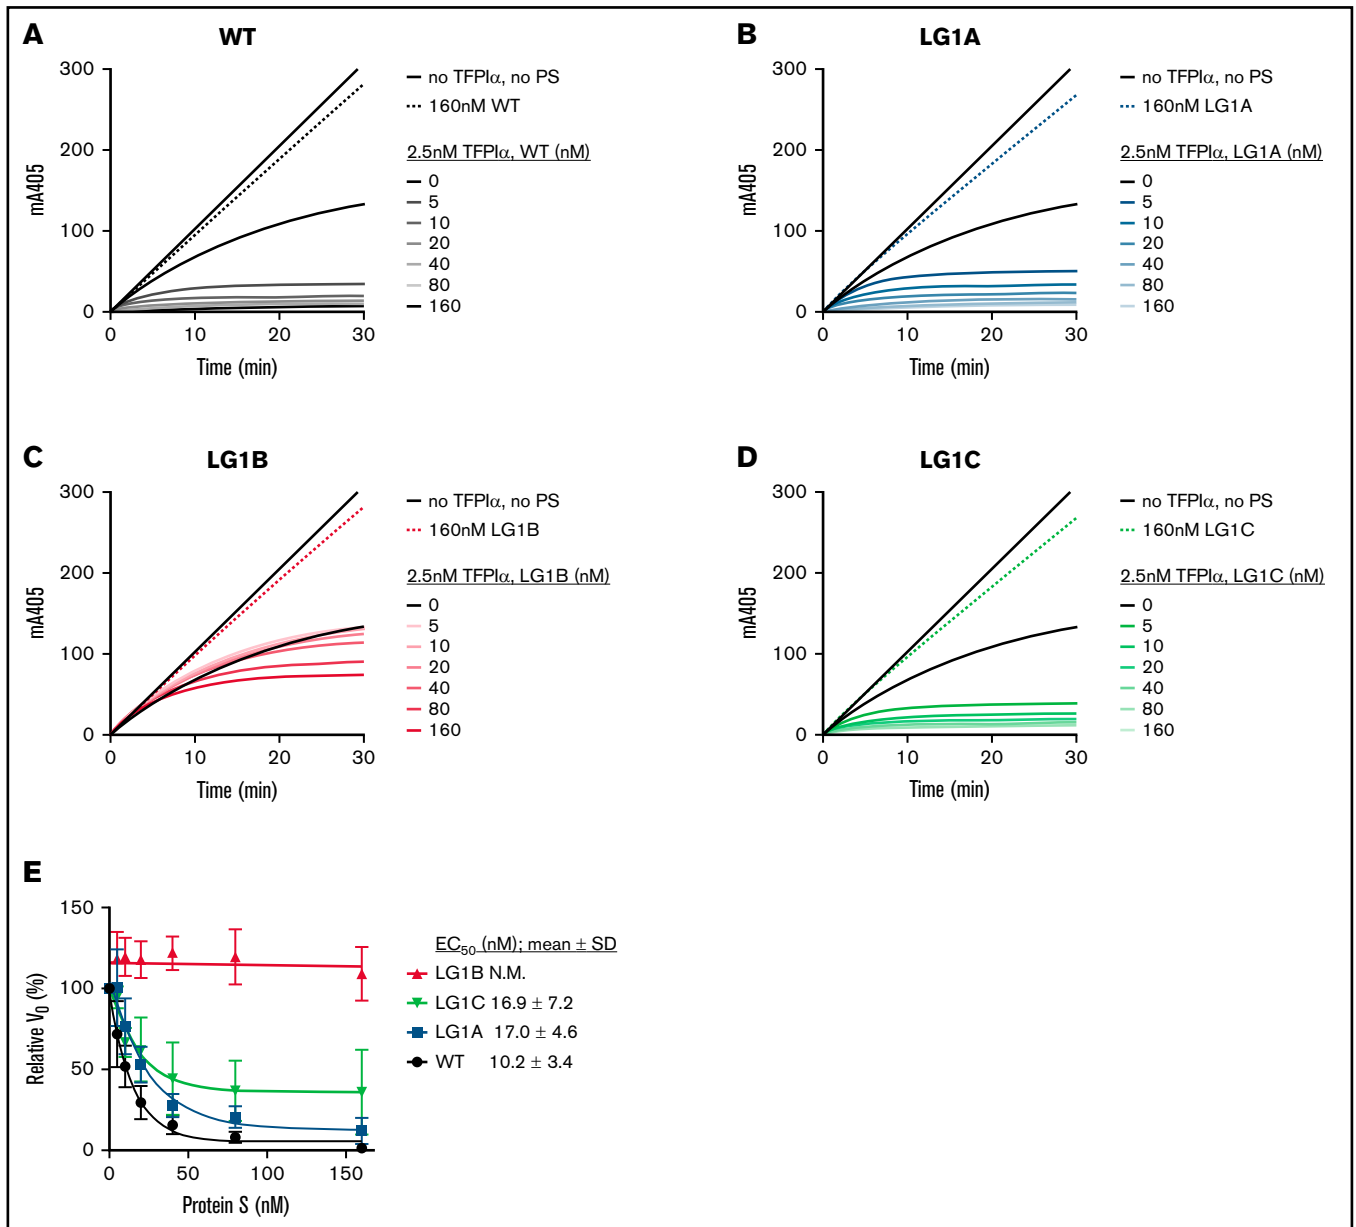 A
WT
300
200
100
0
mA405
0
10
20
30
Time (min)
no TFPIα, no PS
160nM WT
2.5nM TFPIα, WT (nM)
0
5
10
20
40
80
160
B
LG1A
300
200
100
0
mA405
0
10
20
30
Time (min)
no TFPIα, no PS
160nM LG1A
2.5nM TFPIα, LG1A (nM)
0
5
10
20
40
80
160
C
LG1B
300
200
100
0
mA405
0
10
20
30
Time (min)
no TFPIα, no PS
160nM LG1B
2.5nM TFPIα, LG1B (nM)
0
5
10
20
40
80
160
D
LG1C
300
200
100
0
mA405
0
10
20
30
Time (min)
no TFPIα, no PS
160nM LG1C
2.5nM TFPIα, LG1C (nM)
0
5
10
20
40
80
160
E
150
100
50
0
Relative V0 (%)
0
50
100
150
Protein S (nM)
EC50 (nM); mean ± SD
LG1B N.M.
LG1C 16.9 ± 7.2
LG1A 17.0 ± 4.6
WT 10.2 ± 3.4